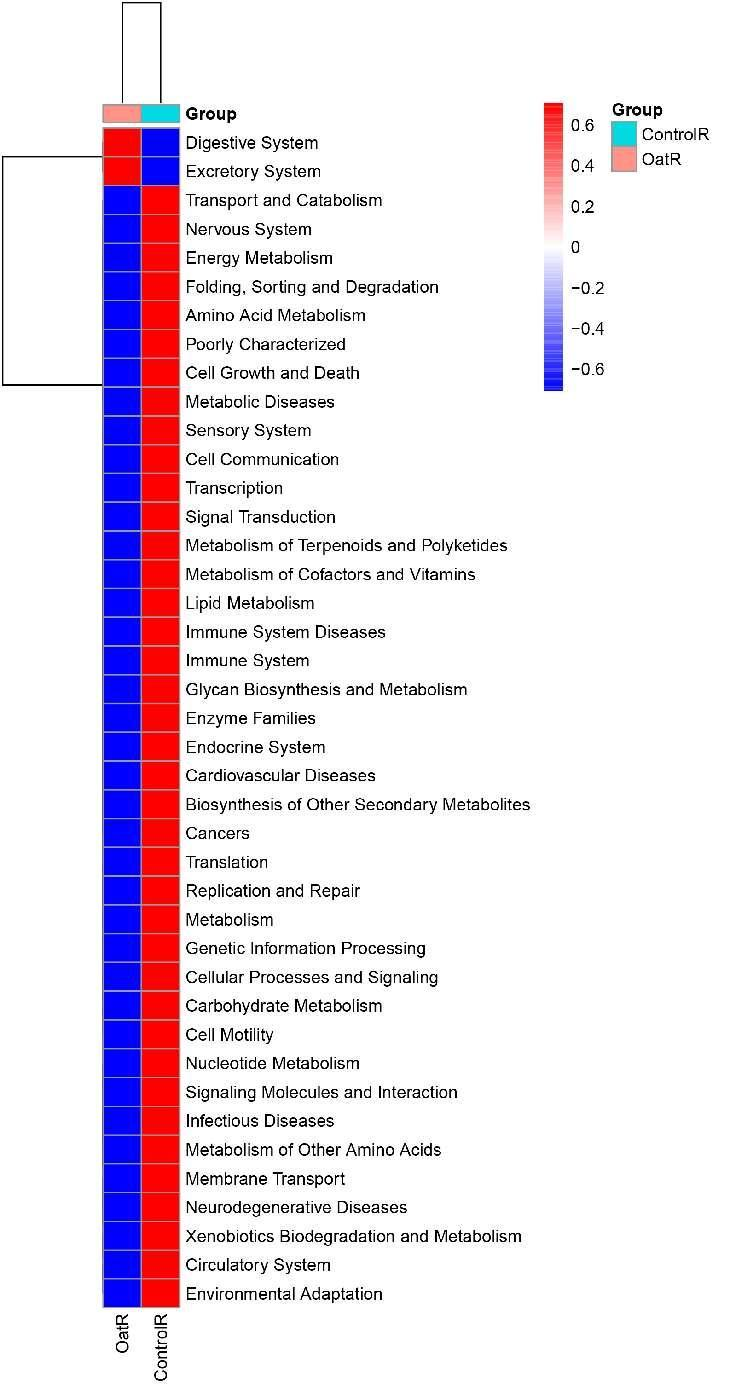 Group
Digestive System
Excretory System
Transport and Catabolism
Nervous System
Energy Metabolism
Folding, Sorting and Degradation
Amino Acid Metabolism
Poorly Characterized
Cell Growth and Death
Metabolic Diseases
Sensory System
Cell Communication
Transcription
Signal Transduction
Metabolism of Terpenoids and Polyketides
Metabolism of Cofactors and Vitamins
Lipid Metabolism
Immune System Diseases
Immune System
Glycan Biosynthesis and Metabolism
Enzyme Families
Endocrine System
Cardiovascular Diseases
Biosynthesis of Other Secondary Metabolites
Cancers
Translation
Replication and Repair
Metabolism
Genetic Information Processing
Cellular Processes and Signaling
Carbohydrate Metabolism
Cell Motility
Nucleotide Metabolism
Signaling Molecules and Interaction
Infectious Diseases
Metabolism of Other Amino Acids
Membrane Transport
Neurodegenerative Diseases
Xenobiotics Biodegradation and Metabolism
Circulatory System
Environmental Adaptation
OatR
ControlR
0.6
0.4
0.2
0
−0.2
−0.4
−0.6
Group
ControlR
OatR